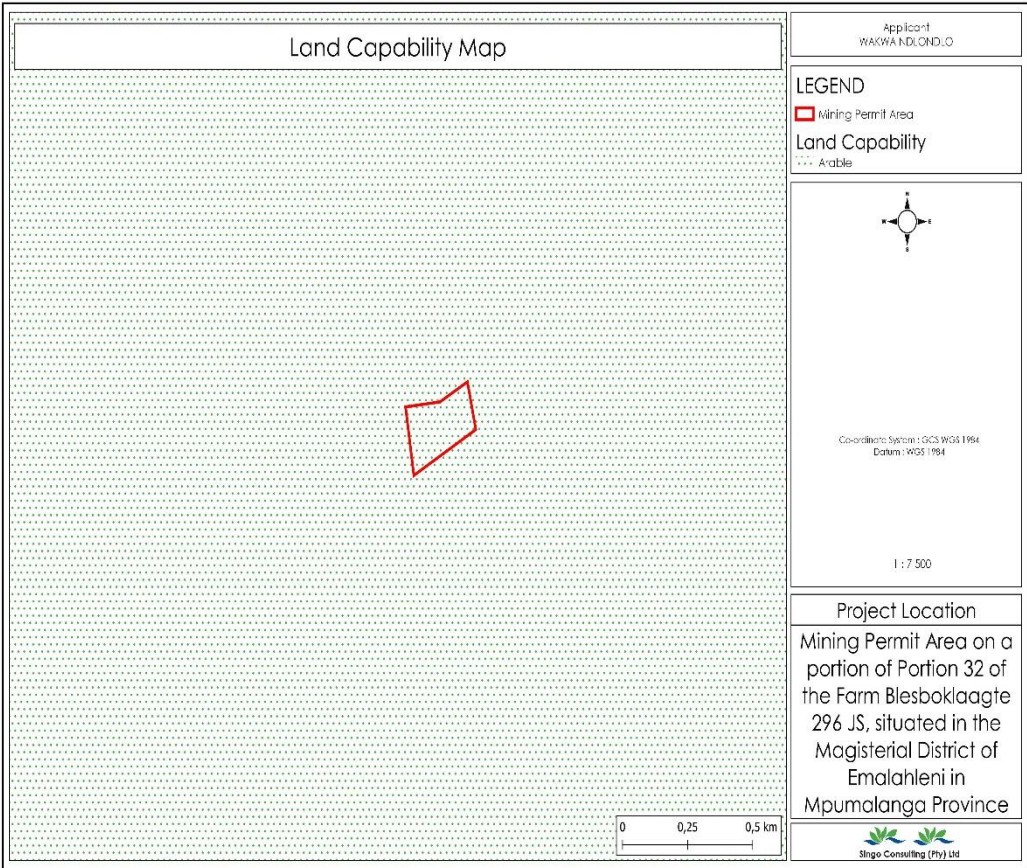 Land Capability Map
Applicant
WAKWA NDLONDLO
LEGEND
Mining Permit Area
Land Capability
Arable
N
W E
S
Co-ordinate System : GCS WGS 1984
Datum : WGS 1984
1 : 7 500
Project Location
Mining Permit Area on a
portion of Portion 32 of
the Farm Blesboklaagte
296 JS, situated in the
Magisterial District of
Emalahleni in
Mpumalanga Province
0 0,25 0,5 km
Singo Consulting (Pty) Ltd